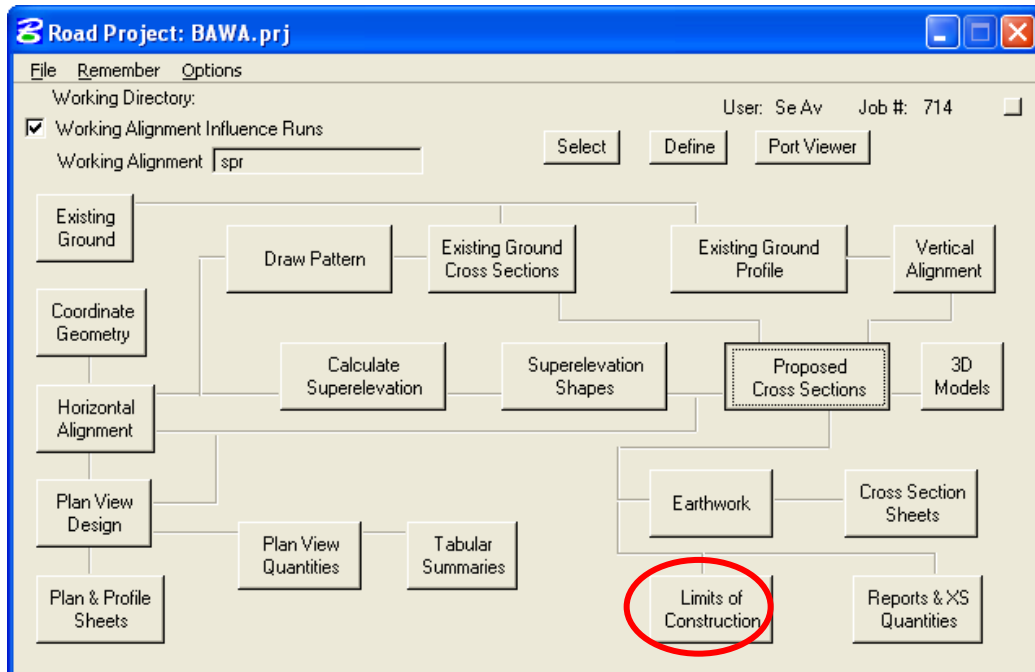 Road Project: BAWA.prj
File Remember Options
Working Directory:
User: Se Av Job #: 714
Working Alignment Influence Runs
Working Alignment spr
Select Define Port Viewer
Existing
Ground
Draw Pattern
Existing Ground
Cross Sections
Existing Ground
Profile
Vertical
Alignment
Coordinate
Geometry
Calculate
Superelevation
Superelevation
Shapes
Proposed
Cross Sections
3D
Models
Horizontal
Alignment
Plan View
Design
Earthwork
Cross Section
Sheets
Plan View
Quantities
Tabular
Summaries
Plan & Profile
Sheets
Limits of
Construction
Reports & XS
Quantities